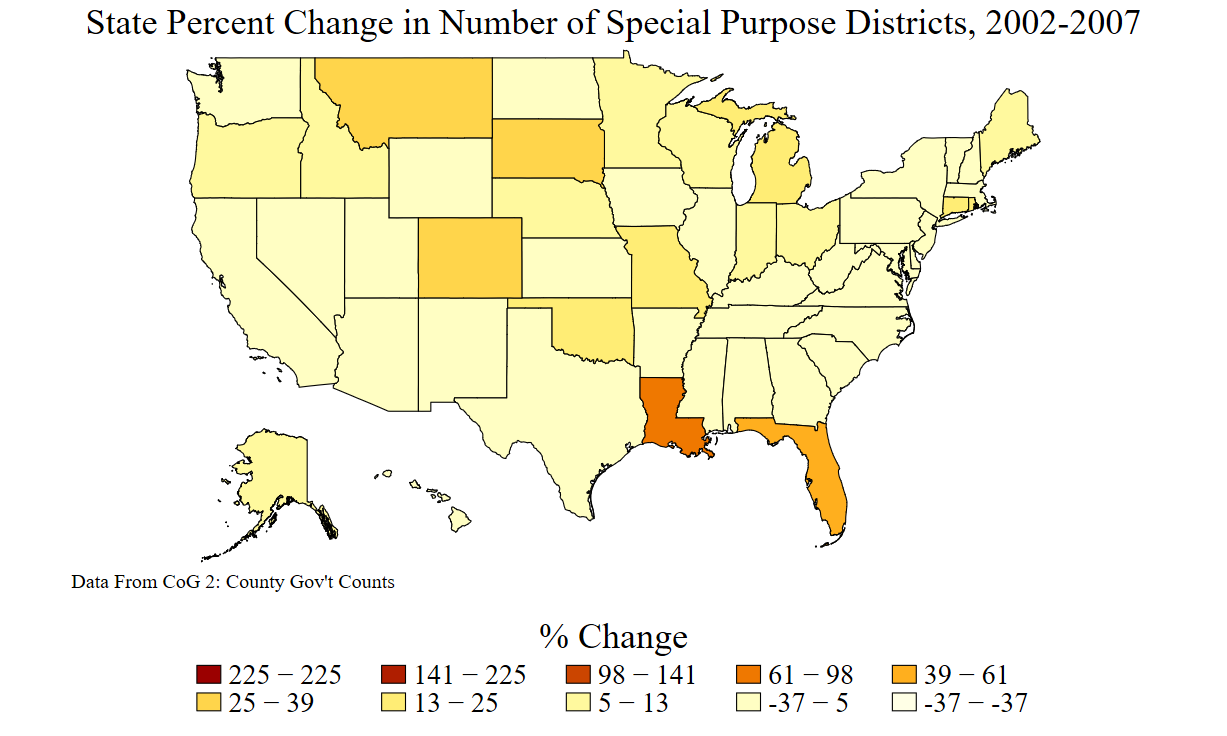 State Percent Change in Number of Special Purpose Districts, 2002-2007
Data From CoG 2: County Gov't Counts
% Change
225 − 225 141 − 225 98 − 141 61 − 98 39 − 61
25 − 39 13 − 25 5 − 13 -37 − 5 -37 − -37